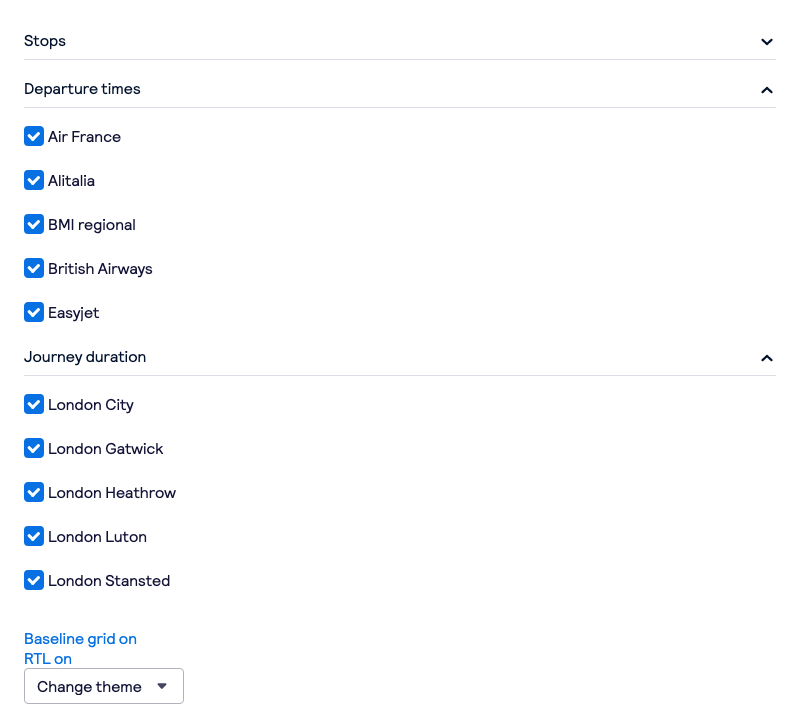 Stops
Departure times
Air France
Alitalia
BMI regional
British Airways
Easyjet
Journey duration
London City
London Gatwick
London Heathrow
London Luton
London Stansted
Baseline grid on
RTL on
Change theme